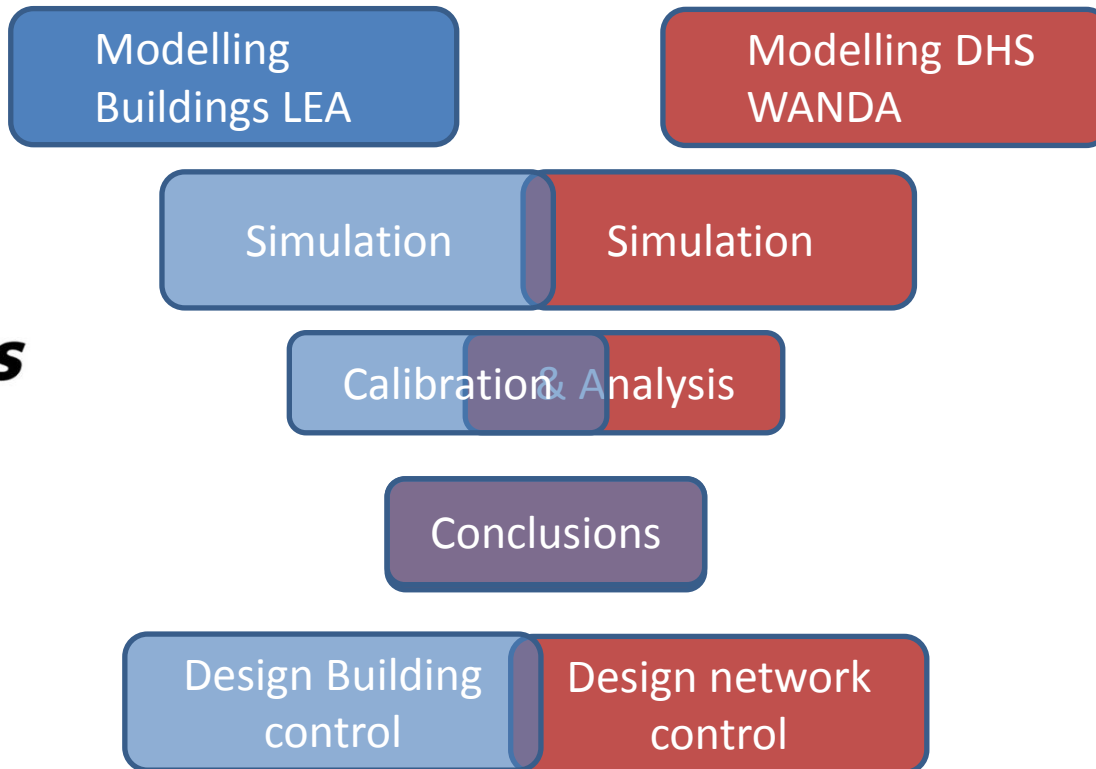 Modelling
Buildings LEA
Modelling DHS
WANDA
Simulation
Simulation
s
Calibration & Analysis
Conclusions
Design Building
control
Design network
control